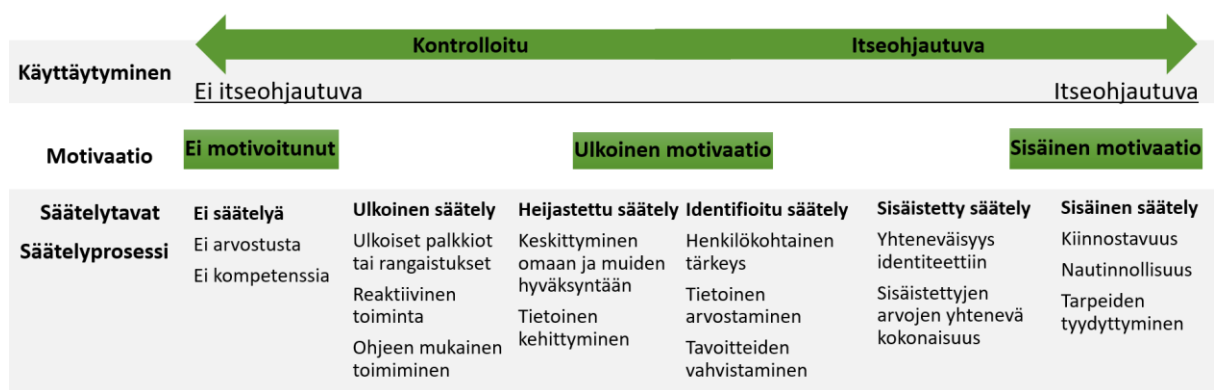 Kontrolloitu Itseohjautuva
Käyttäytyminen
Ei itseohjautuva Itseohjautuva
Motivaatio Ei motivoitunut Ulkoinen motivaatio Sisäinen motivaatio
Säätelytavat
Säätelyprosessi
Ei säätelyä
Ei arvostusta
Ei kompetenssia
Ulkoinen säätely
Ulkoiset palkkiot
tai rangaistukset
Reaktiivinen
toiminta
Ohjeen mukainen
toimiminen
Heijastettu säätely
Keskittyminen
omaan ja muiden
hyväksyntään
Tietoinen
kehittyminen
Identifioitu säätely
Henkilökohtainen
tärkeys
Tietoinen
arvostaminen
Tavoitteiden
vahvistaminen
Sisäistetty säätely
Yhteneväisyys
identiteettiin
Sisäistettyjen
arvojen yhtenevä
kokonaisuus
Sisäinen säätely
Kiinnostavuus
Nautinnollisuus
Tarpeiden
tyydyttyminen